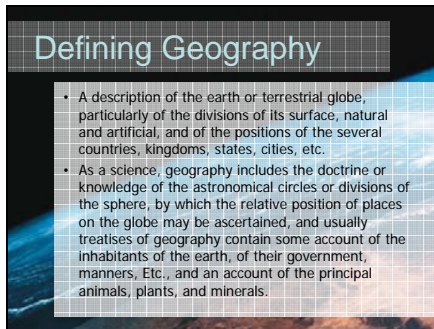 Defining Geography
• A description of the earth or terrestrial globe,
particularly of the divisions of its surface, natural
and artificial, and of the positions of the several
countries, kingdoms, states, cities, etc.
• As a science, geography includes the doctrine or
knowledge of the astronomical circles or divisions of
the sphere, by which the relative position of places
on the globe may be ascertained, and usually
treatises of geography contain some account of the
inhabitants of the earth, of their government,
manners, Etc., and an account of the principal
animals, plants, and minerals.